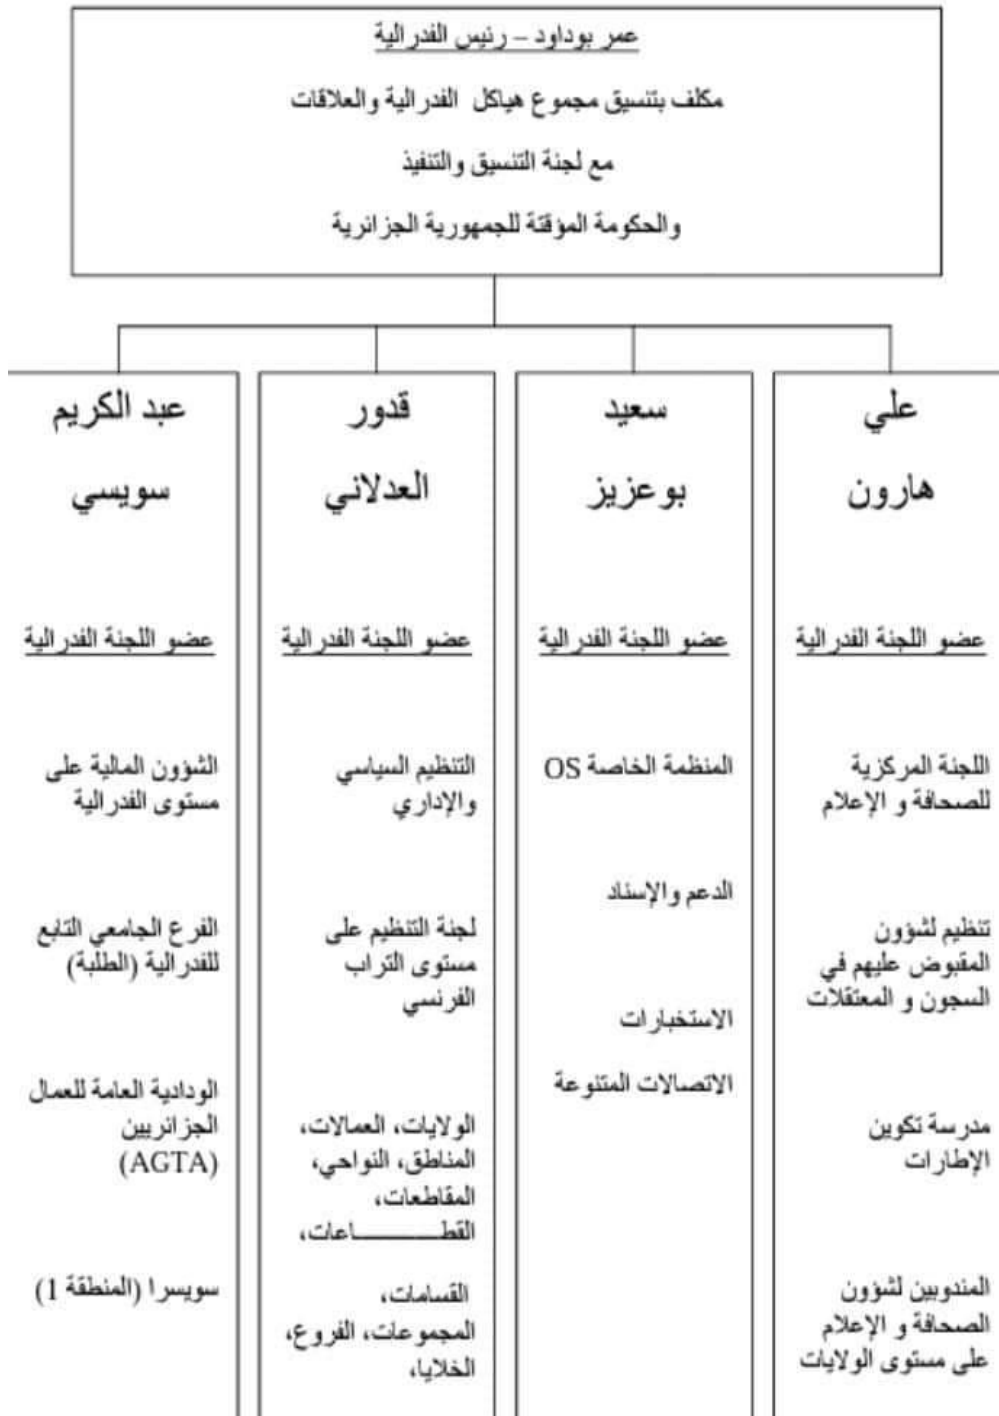 عمر بوداود – رئيس الفدرالية
مكلف بتنسيق مجموع هياكل الفدرالية والعلاقات
مع لجنة التنسيق والتنفيذ
والحكومة المؤقتة للجمهورية الجزائرية
علي
هارون
عضو اللجنة الفدرالية
اللجنة المركزية
للصحافة و الإعلام
تنظيم لشؤون
المقبوض عليهم في
السجون و المعتقلات
مدرسة تكوين
الإطارات
المندوبين لشؤون
الصحافة و الإعلام
على مستوى الولايات
سعيد
بوعزيز
عضو اللجنة الفدرالية
المنظمة الخاصة OS
الدعم والإسناد
الاستخبارات
الاتصالات المتنوعة
قدور
العدلاني
عضو اللجنة الفدرالية
التنظيم السياسي
والإداري
لجنة التنظيم على
مستوى التراب
الفرنسي
الولايات، العمالات،
المناطق، النواحي،
المقاطعات،
القطـــــــاعات،
القسامات،
المجموعات، الفروع،
الخلايا،
عبد الكريم
سويسي
عضو اللجنة الفدرالية
الشؤون المالية على
مستوى الفدرالية
الفرع الجامعي التابع
للفدرالية (الطلبة)
الودادية العامة للعمال
الجزائريين
(AGTA)
سويسرا (المنطقة 1)